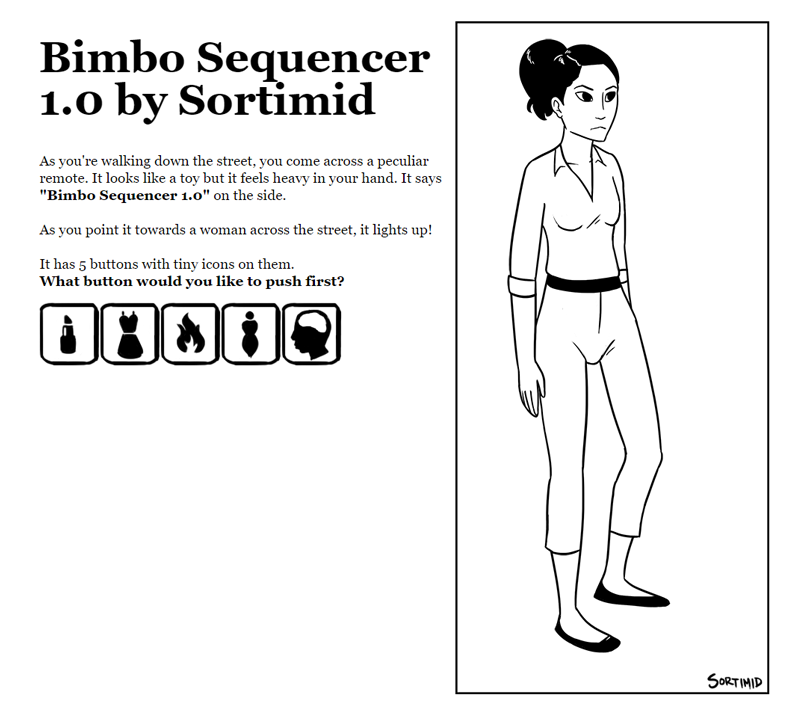 Bimbo Sequencer
1.0 by Sortimid
As you're walking down the street, you come across a peculiar
remote. It looks like a toy but it feels heavy in your hand. It says
"Bimbo Sequencer 1.0" on the side.
As you point it towards a woman across the street, it lights up!
It has 5 buttons with tiny icons on them.
What button would you like to push first?
SORTIMID